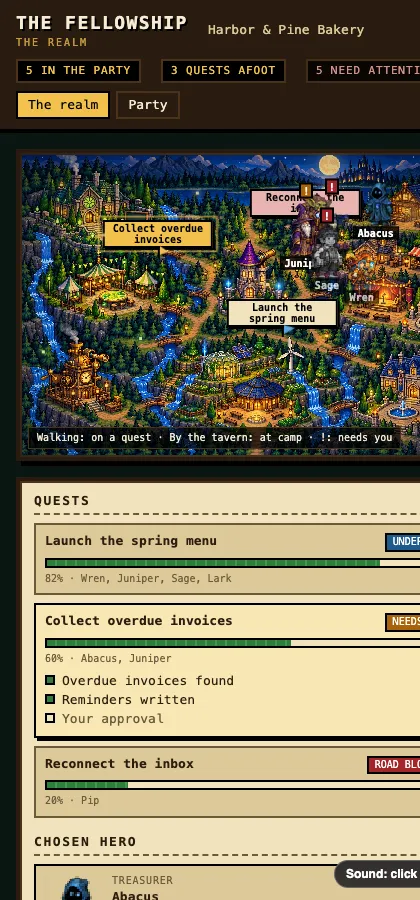 THE FELLOWSHIP
THE REALM
Harbor & Pine Bakery
5 IN THE PARTY
3 QUESTS AFOOT
5 NEED
The realm
Party
Collect overdue
invoices
the
Abacus
Sage
Wren
Launch the
spring menu
Walking: on a quest · By the tavern: at camp · !: needs you
QUESTS
Launch the spring menu
82% · Wren, Juniper, Sage, Lark
Collect overdue invoices
60% · Abacus, Juniper
Overdue invoices found
Reminders written
Your approval
Reconnect the inbox
ROAD
20% · Pip
CHOSEN HERO
Sound: click
TREASURER
Abacus